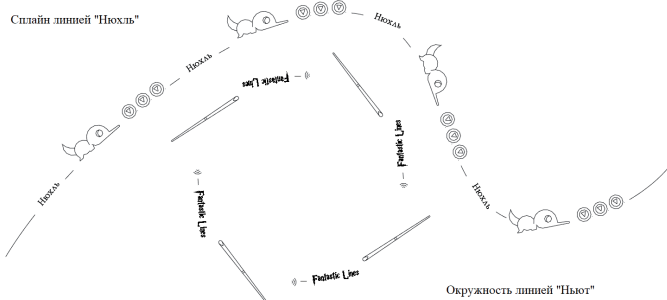 Сплайн линией "Нюхль"
Нюхль
Нюхль
Fantastic Lines
Нюхль
Fantastic Lines
Fantastic Lines
Нюхль
Fantastic Lines
Окружность линией "Ньют"